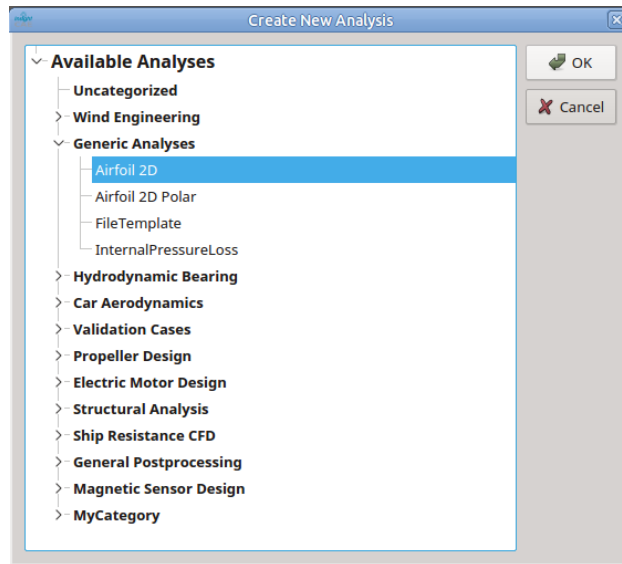 Create New Analysis
Available Analyses
Uncategorized
Wind Engineering
Generic Analyses
Airfoil 2D
Airfoil 2D Polar
FileTemplate
InternalPressureLoss
Hydrodynamic Bearing
Car Aerodynamics
Validation Cases
Propeller Design
Electric Motor Design
Structural Analysis
Ship Resistance CFD
General Postprocessing
Magnetic Sensor Design
MyCategory
OK
Cancel